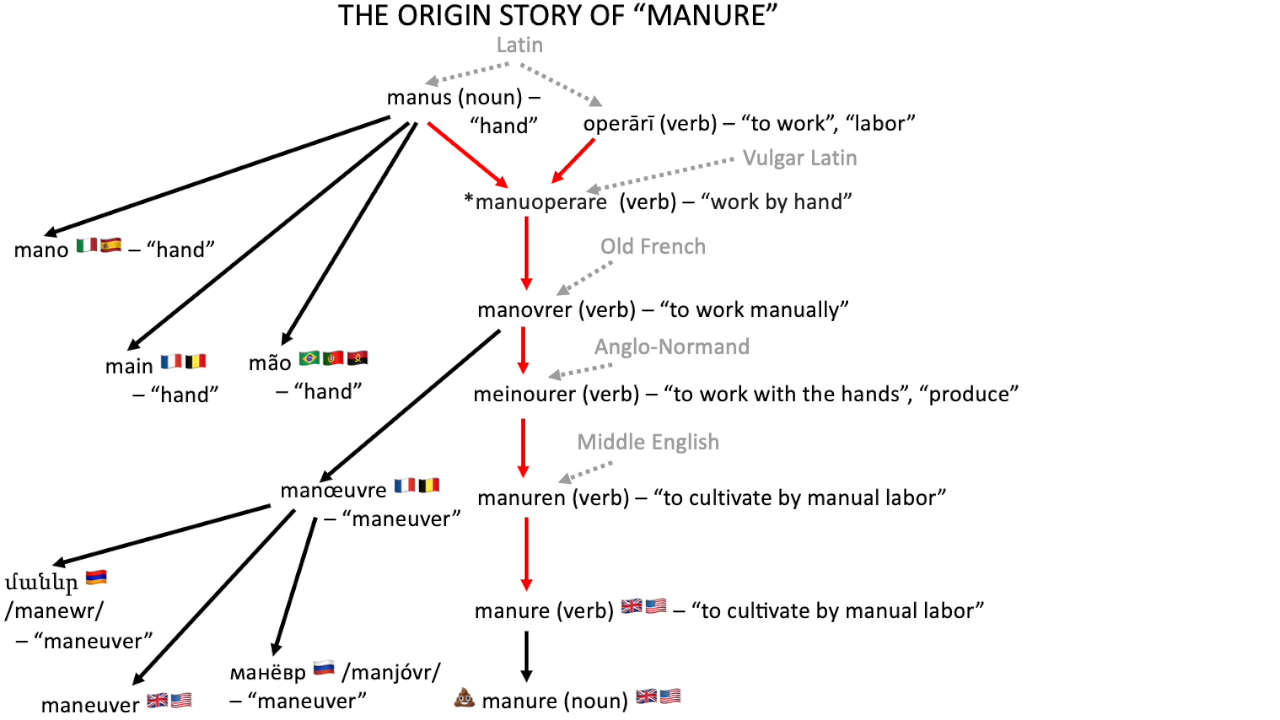 THE ORIGIN STORY OF “MANURE”
Latin
manus (noun) –
“hand”
operārī (verb) – “to work”, “labor”
Vulgar Latin
*manuoperare (verb) – “work by hand”
mano – “hand”
Old French
manovrer (verb) – “to work manually”
main
– “hand”
mão
– “hand”
Anglo-Normand
meinourer (verb) – “to work with the hands”, “produce”
Middle English
manœuvre
– “maneuver”
manuren (verb) – “to cultivate by manual labor”
մաննր
/manewr/
– “maneuver”
manure (verb) – “to cultivate by manual labor”
манёвр /manjóvr/
– “maneuver”
maneuver
manure (noun)